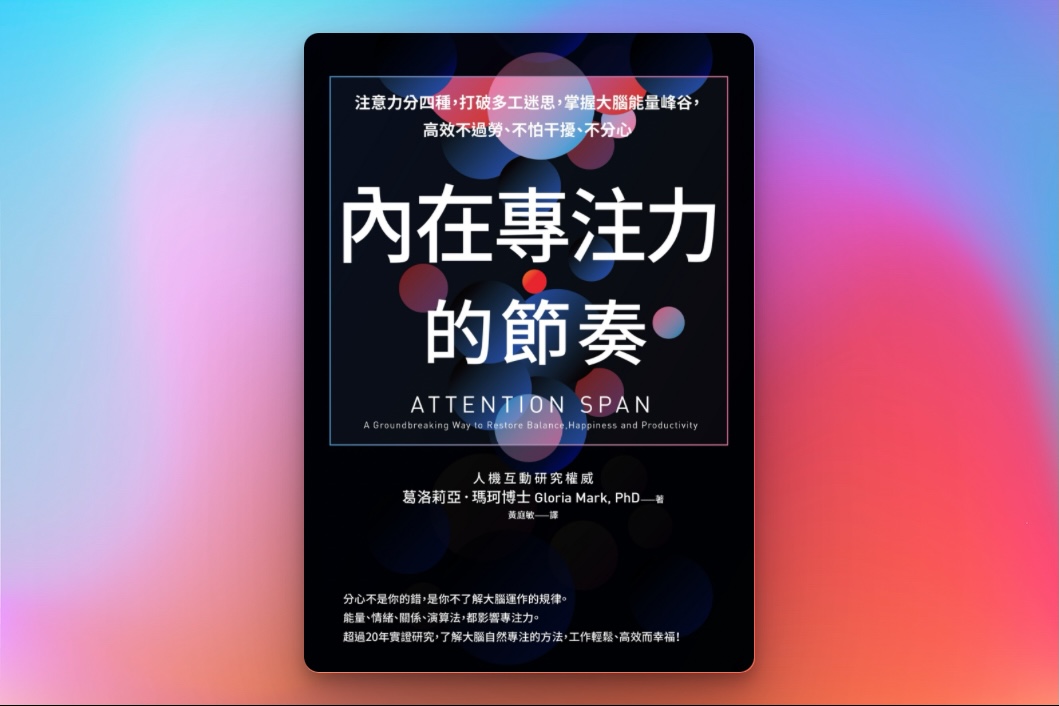 注意力分四種,打破多工迷思,掌握大腦能量峰谷,
高效不過勞、不怕干擾、不分心
內在專注力
的節奏
ATTENTION SPAN
A Groundbreaking Way to Restore Balance,Happiness and Productivity
人機互動研究權威
葛洛莉亞・瑪珂博士 Gloria Mark, PhD——著
黃庭敏——譯
分心不是你的錯,是你不了解大腦運作的規律。
能量、情緒、關係、演算法,都影響專注力。
超過20年實證研究,了解大腦自然專注的方法,工作輕鬆、高效而幸福!